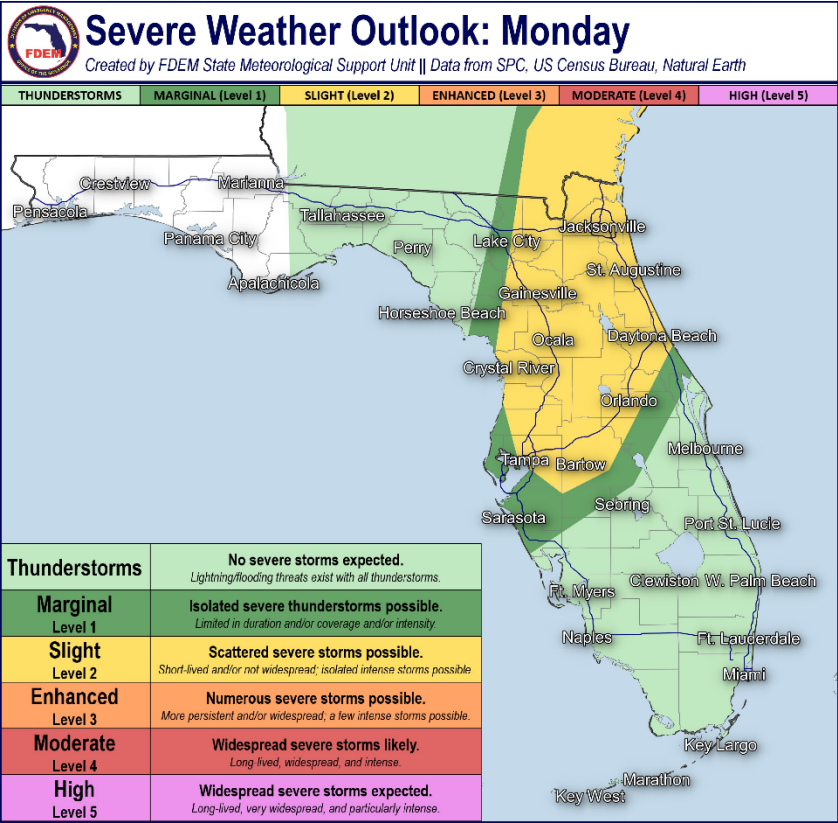 DIVISION OF EMERGENCY MANAGEMENT
FDEM
OFFICE OF THE GOVERNOR
Severe Weather Outlook: Monday
Created by FDEM State Meteorological Support Unit || Data from SPC, US Census Bureau, Natural Earth
THUNDERSTORMS MARGINAL (Level 1) SLIGHT (Level 2) ENHANCED (Level 3) MODERATE (Level 4) HIGH (Level 5)
Crestview
Marianna
Pensacola
Tallahassee
Panama City
Perry
Lake City
Jacksonville
Apalachicola
St. Augustine
Gainesville
Horseshoe Beach
Ocala
Daytona Beach
Crystal River
Orlando
Melbourne
Tampa
Bartow
Sebring
Sarasota
Port St. Lucie
Ft. Myers
Clewiston
W. Palm Beach
Naples
Ft. Lauderdale
Miami
Key Largo
Marathon
Key West
Thunderstorms
No severe storms expected.
Lightning/flooding threats exist with all thunderstorms.
Marginal
Level 1
Isolated severe thunderstorms possible.
Limited in duration and/or coverage and/or intensity.
Slight
Level 2
Scattered severe storms possible.
Short-lived and/or not widespread; isolated intense storms possible
Enhanced
Level 3
Numerous severe storms possible.
More persistent and/or widespread; a few intense storms possible.
Moderate
Level 4
Widespread severe storms likely.
Long-lived, widespread, and intense.
High
Level 5
Widespread severe storms expected.
Long-lived, very widespread, and particularly intense.